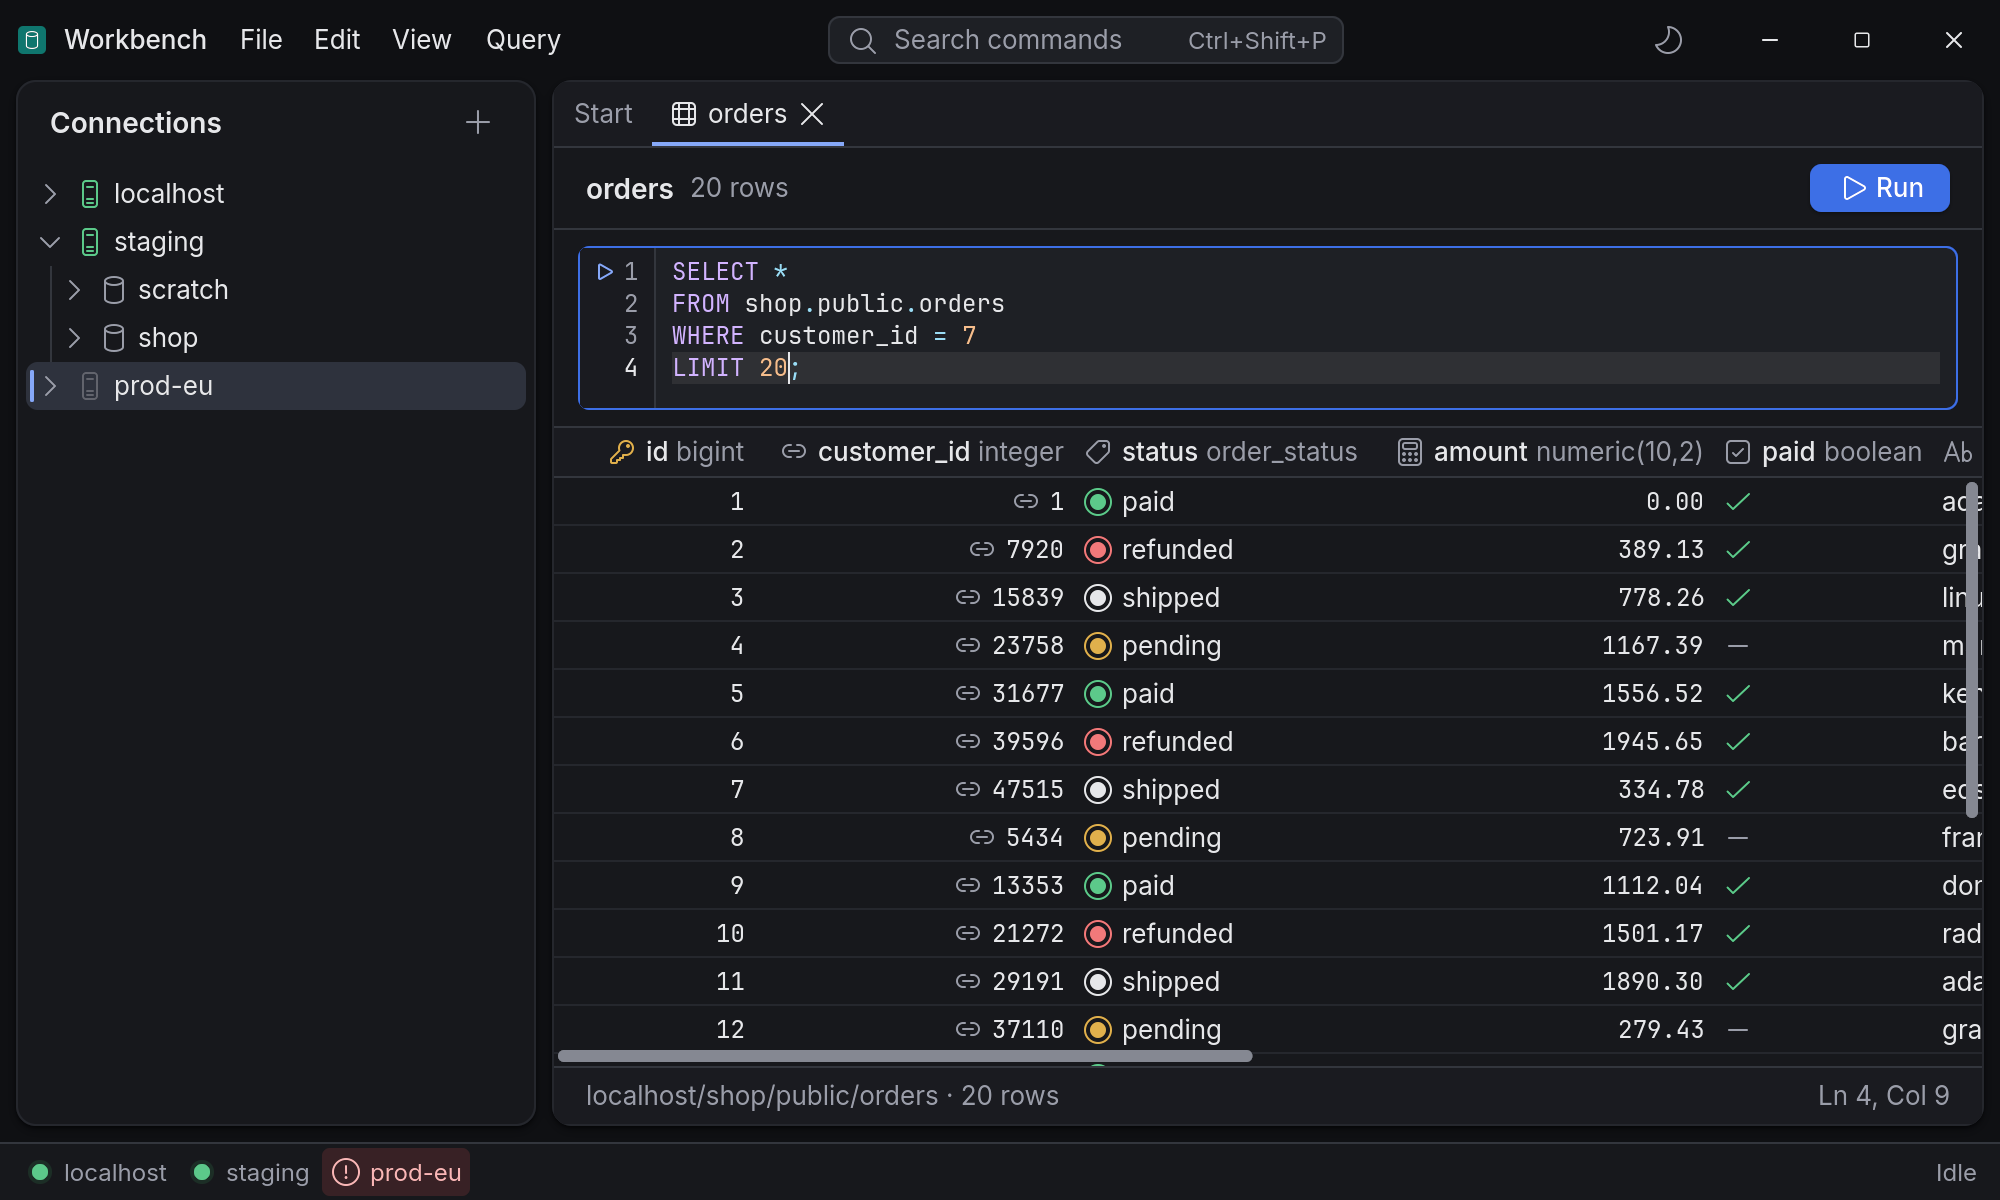 Workbench File Edit View Query Search commands Ctrl+Shift+P
Connections
localhost
staging
scratch
shop
prod-eu
Start orders
orders 20 rows Run
1 SELECT *
2 FROM shop.public.orders
3 WHERE customer_id = 7
4 LIMIT 20;
id bigint customer_id integer status order_status amount numeric(10,2) paid boolean Ab
1 1 paid 0.00
2 7920 refunded 389.13
3 15839 shipped 778.26
4 23758 pending 1167.39
5 31677 paid 1556.52
6 39596 refunded 1945.65
7 47515 shipped 334.78
8 5434 pending 723.91
9 13353 paid 1112.04
10 21272 refunded 1501.17 rad
11 29191 shipped 1890.30 ada
12 37110 pending 279.43 gra
localhost/shop/public/orders · 20 rows Ln 4, Col 9
localhost staging prod-eu Idle